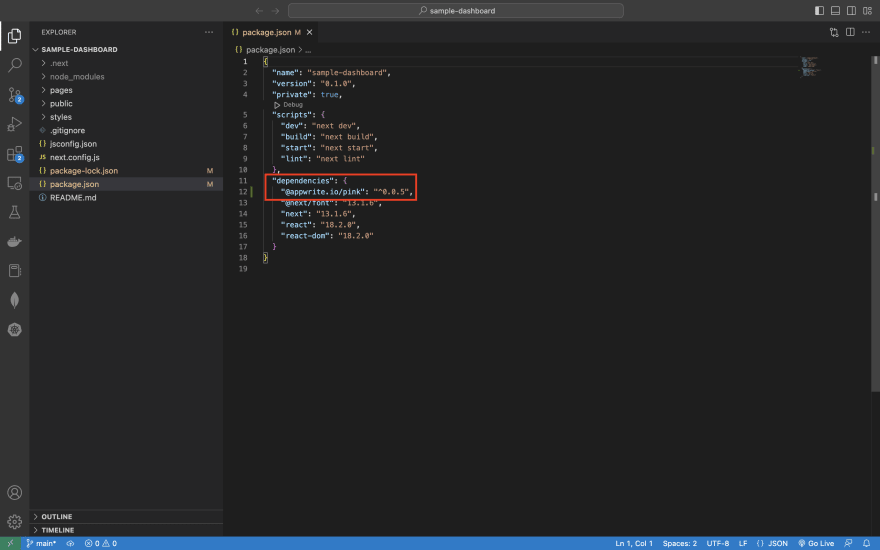 sample-dashboard
EXPLORER
SAMPLE-DASHBOARD
.next
node_modules
pages
public
styles
.gitignore
{} jsconfig.json
JS next.config.js
{} package-lock.json M
{} package.json M
README.md
OUTLINE
TIMELINE
2
2
{} package.json M
{} package.json > ...
1 {
2 "name": "sample-dashboard",
3 "version": "0.1.0",
4 "private": true,
Debug
5 "scripts": {
6 "dev": "next dev",
7 "build": "next build",
8 "start": "next start",
9 "lint": "next lint"
10 },
11 "dependencies": {
12 "@appwrite.io/pink": "^0.0.5",
13 "@next/font": "13.1.6",
14 "next": "13.1.6",
15 "react": "18.2.0",
16 "react-dom": "18.2.0"
17 }
18 }
19
main* 0 0 Ln 1, Col 1 Spaces: 2 UTF-8 LF {} JSON Go Live